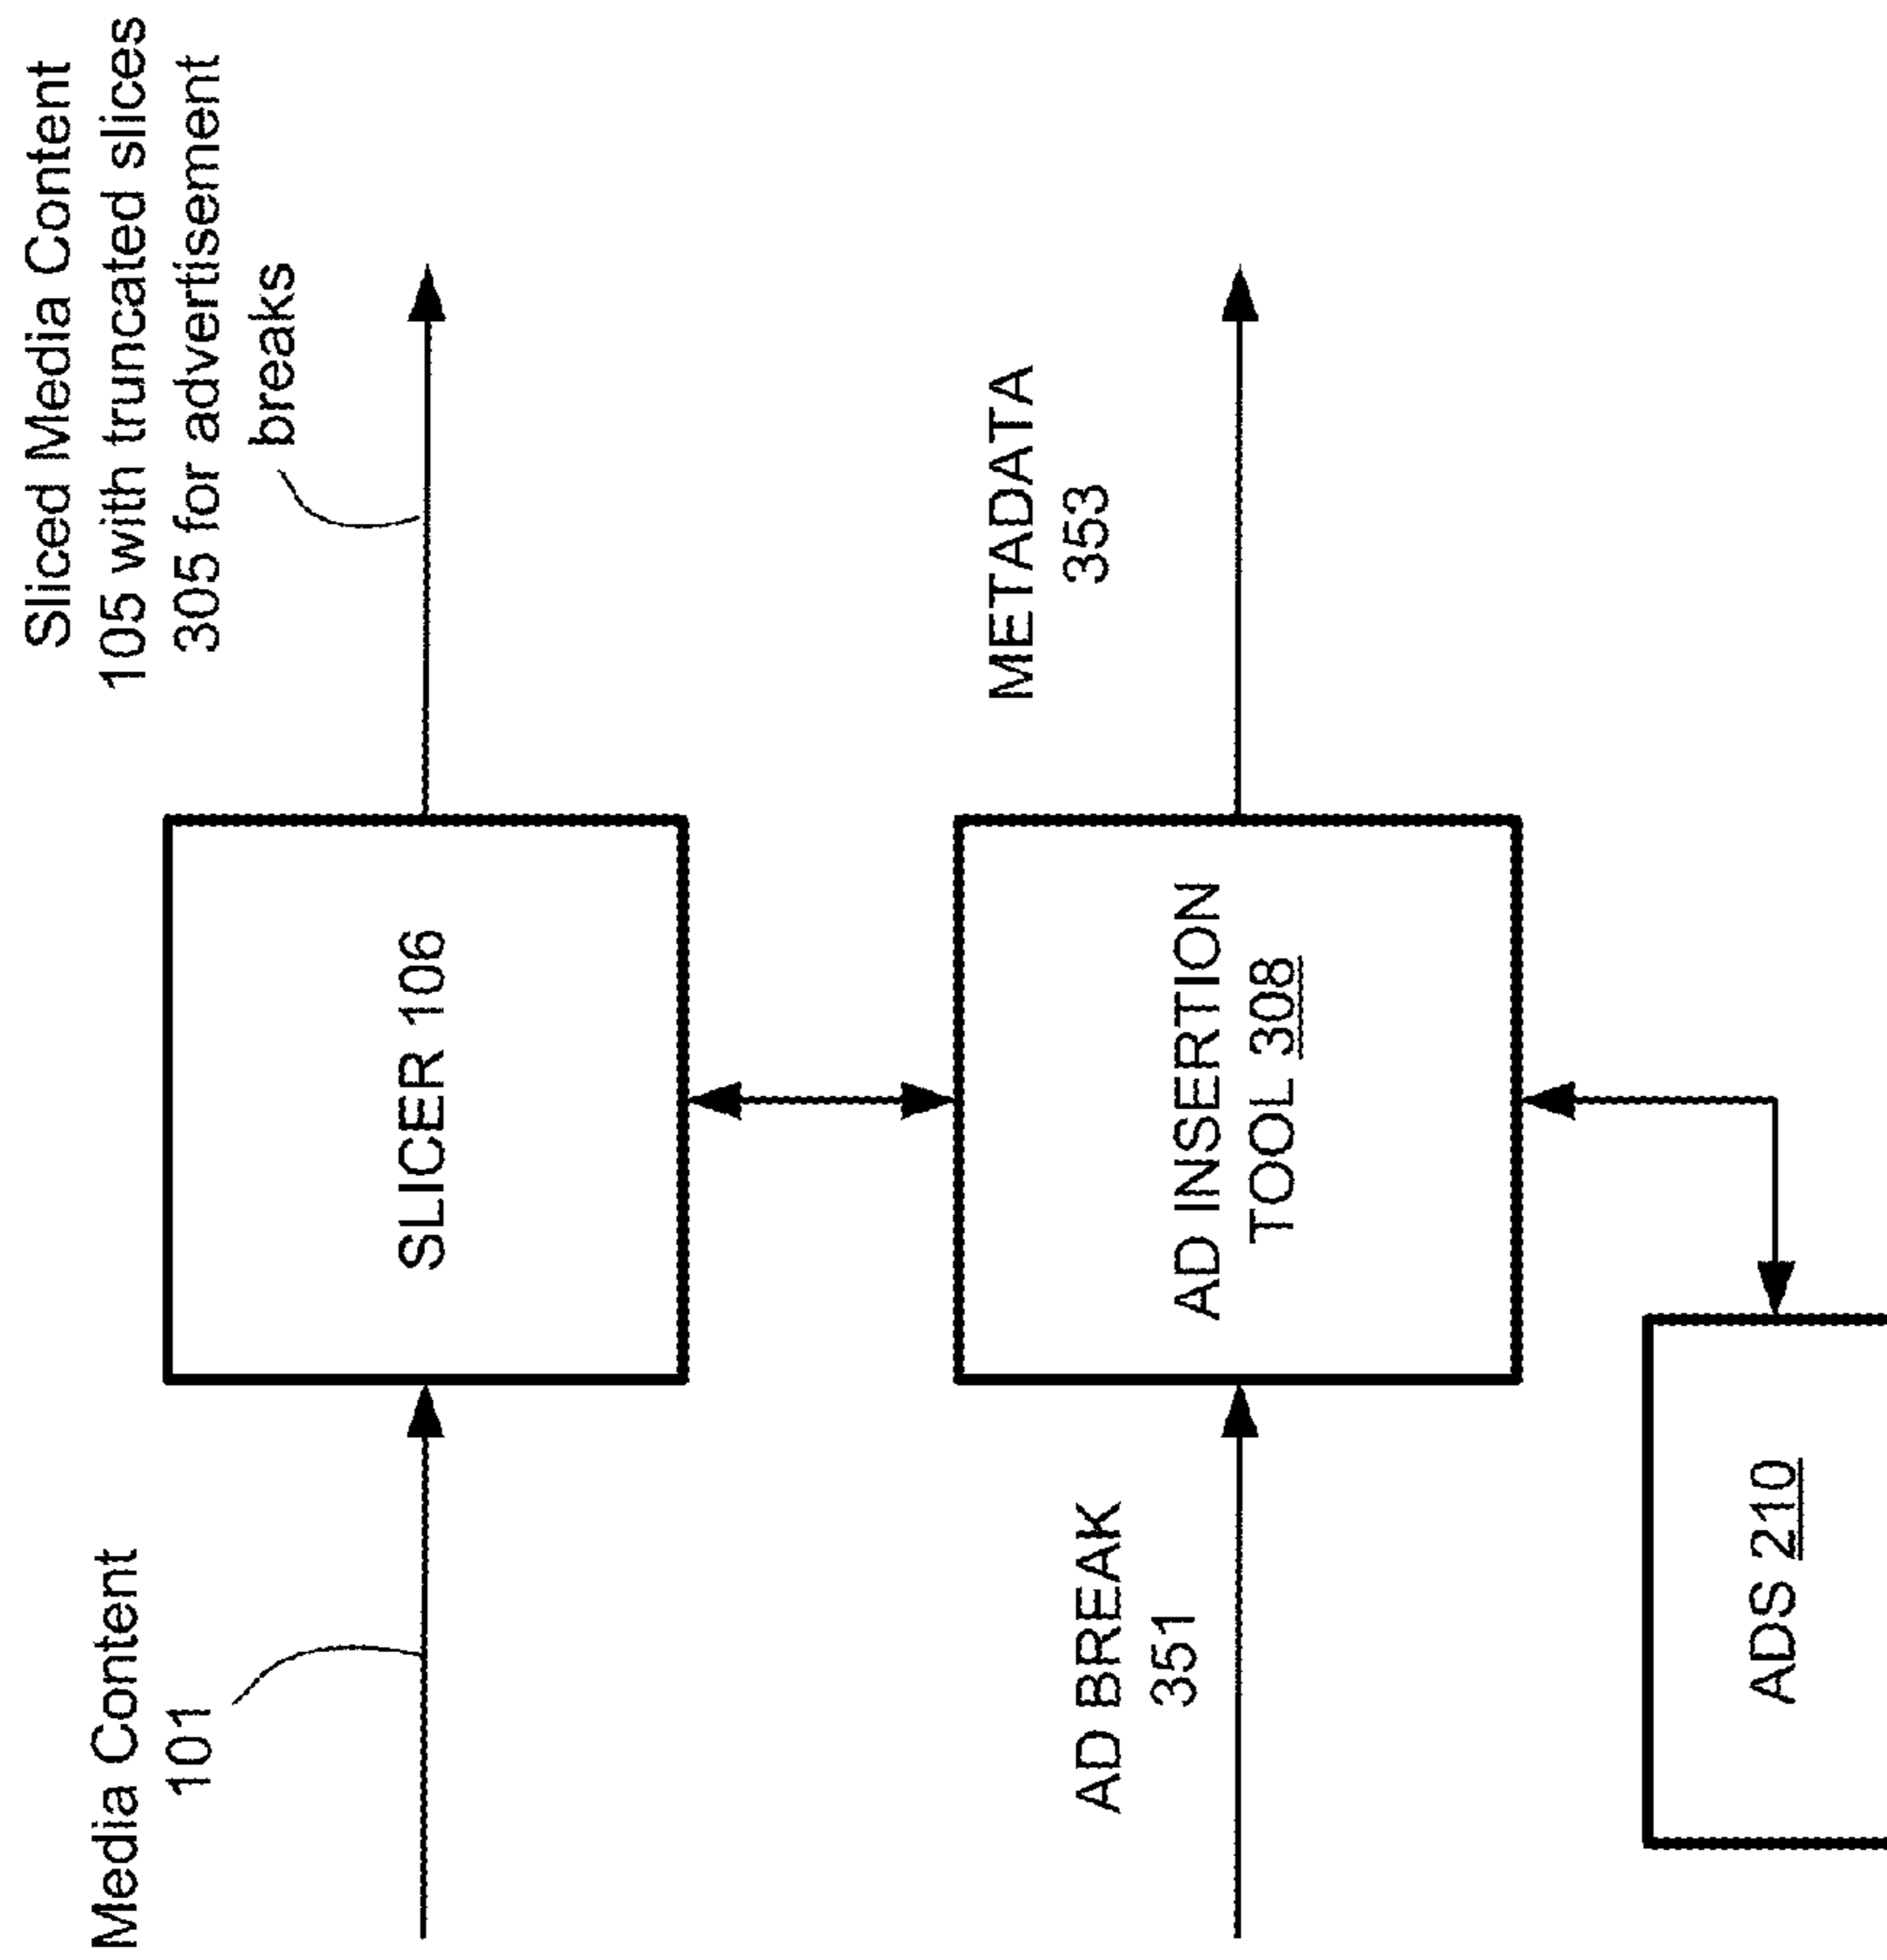 Media Content
101
Sliced Media Content
105 with truncated slices
305 for advertisement
breaks
SLICER 106
AD BREAK
351
METADATA
353
AD INSERTION
TOOL 308
ADS 210